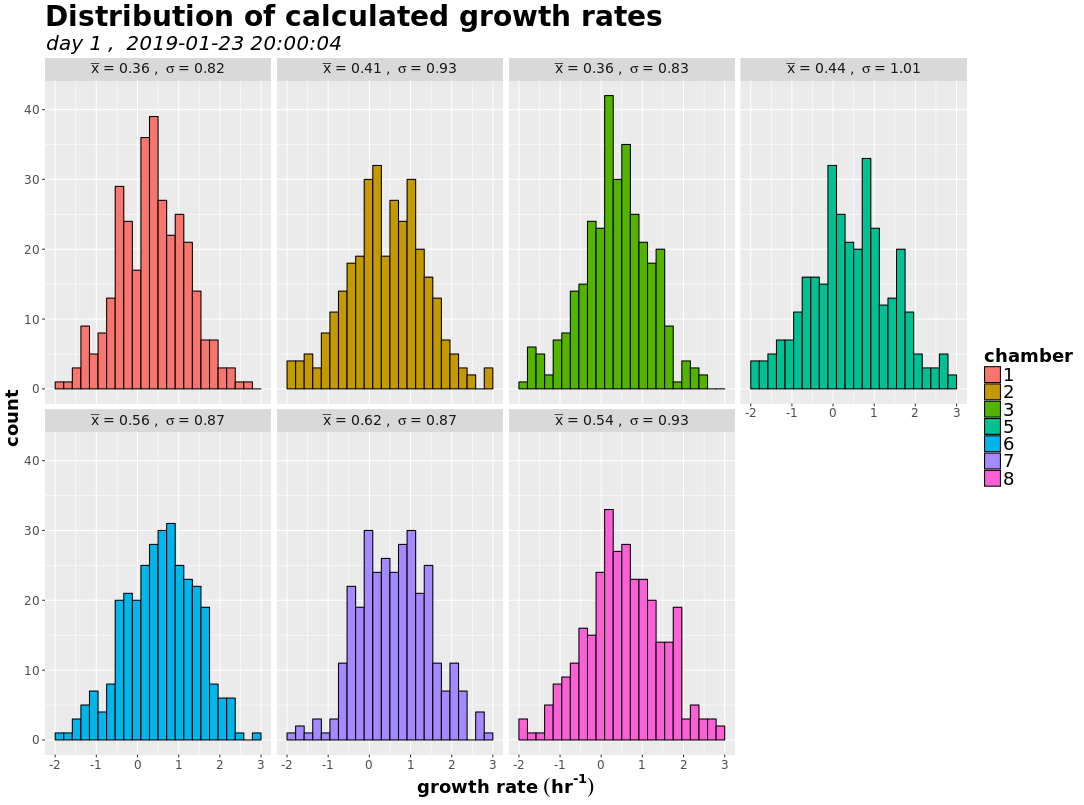 Distribution of calculated growth rates
day 1 ,  2019-01-23 20:00:04
x̅ = 0.36 ,  σ = 0.82
x̅ = 0.41 ,  σ = 0.93
x̅ = 0.36 ,  σ = 0.83
x̅ = 0.44 ,  σ = 1.01
40
30
20
10
0
-2 -1 0 1 2 3
x̅ = 0.56 ,  σ = 0.87
x̅ = 0.62 ,  σ = 0.87
x̅ = 0.54 ,  σ = 0.93
40
30
20
10
0
-2 -1 0 1 2 3
-2 -1 0 1 2 3
-2 -1 0 1 2 3
count
growth rate (hr⁻¹)
chamber
1
2
3
5
6
7
8